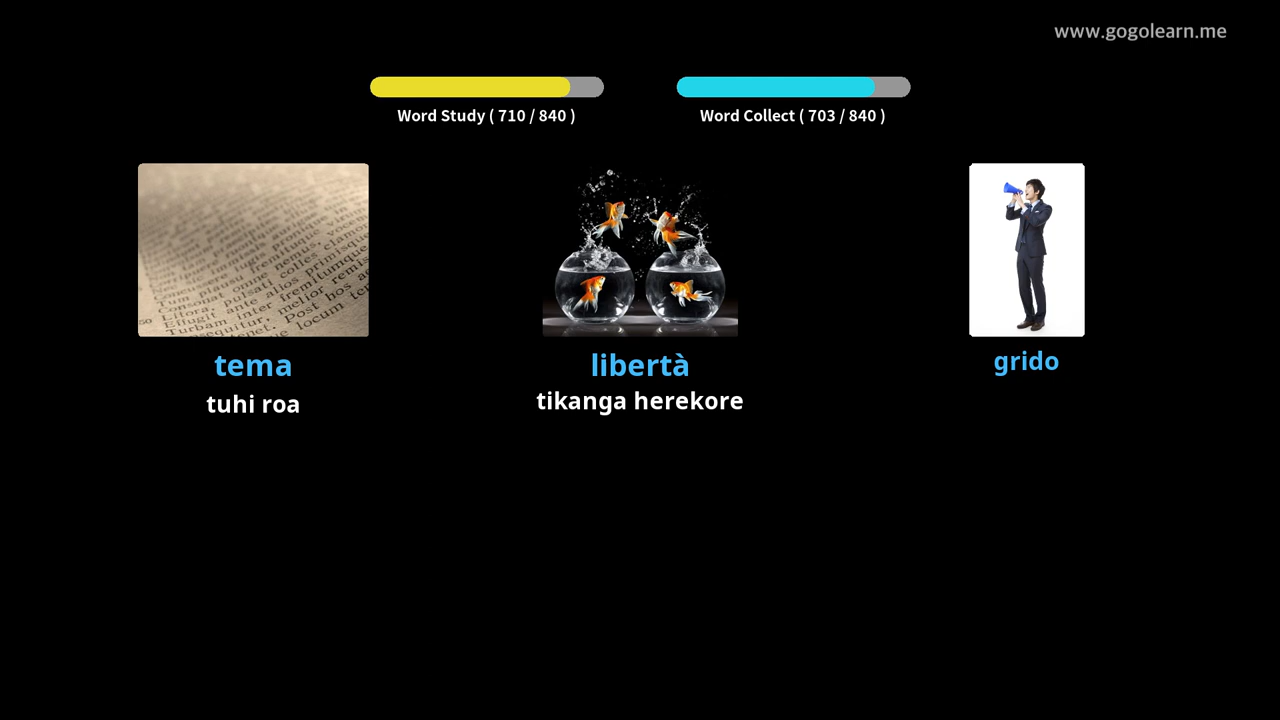 www.gogolearn.me
Word Study ( 710 / 840 )
Word Collect ( 703 / 840 )
tema
tuhi roa
libertà
tikanga herekore
grido